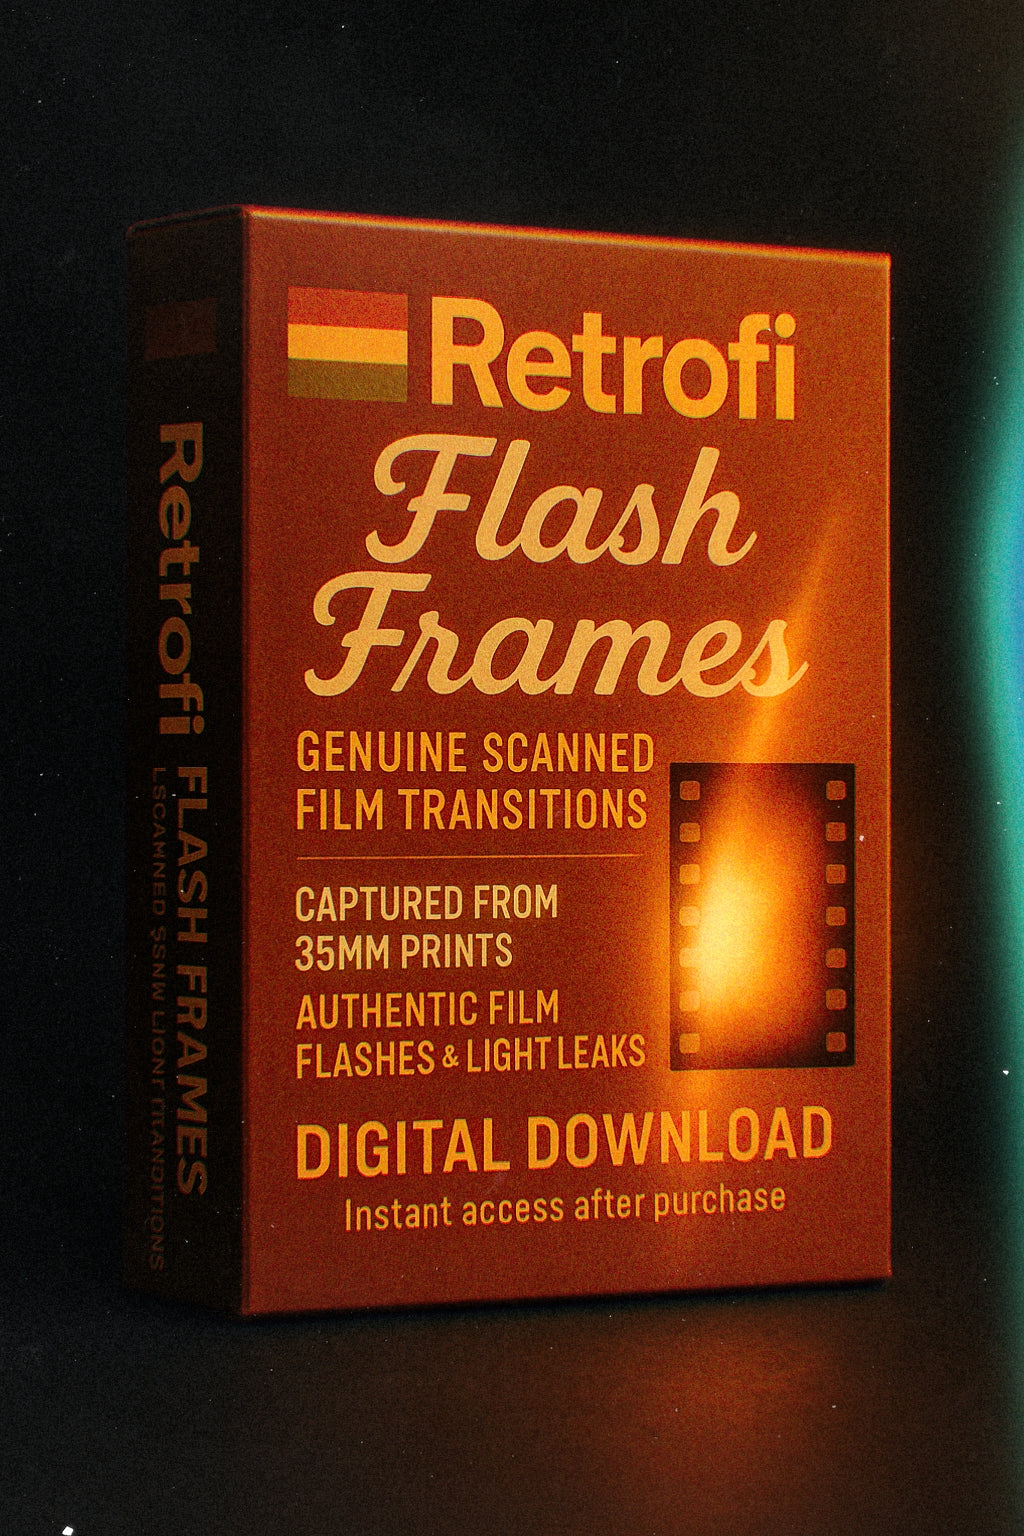 Retrofi
Flash
Frames
GENUINE SCANNED
FILM TRANSITIONS
CAPTURED FROM
35MM PRINTS
AUTHENTIC FILM
FLASHES & LIGHT LEAKS
DIGITAL DOWNLOAD
Instant access after purchase
Retrofi FLASH FRAMES